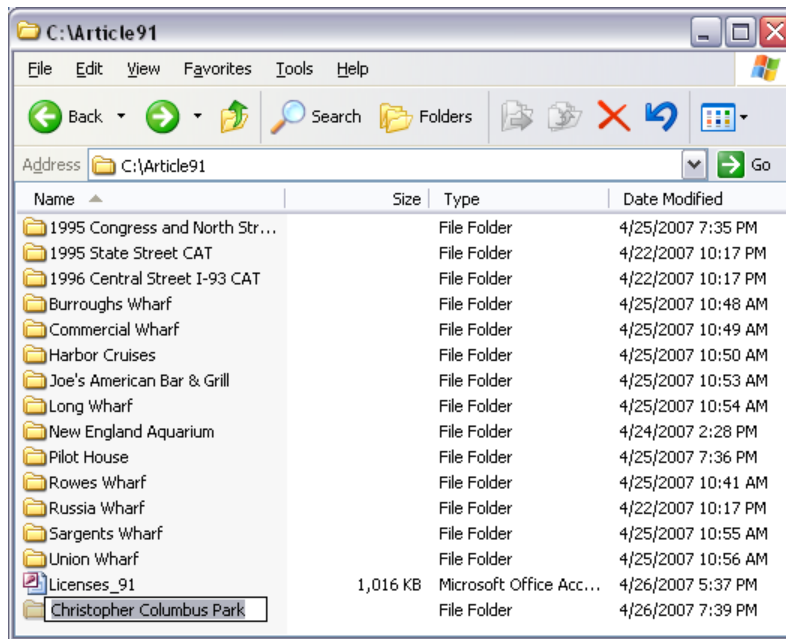 C:\Article91
File Edit View Favorites Tools Help
Back Search Folders
Address C:\Article91 Go
Name Size Type Date Modified
1995 Congress and North Str... File Folder 4/25/2007 7:35 PM
1995 State Street CAT File Folder 4/22/2007 10:17 PM
1996 Central Street I-93 CAT File Folder 4/22/2007 10:17 PM
Burroughs Wharf File Folder 4/25/2007 10:48 AM
Commercial Wharf File Folder 4/25/2007 10:49 AM
Harbor Cruises File Folder 4/25/2007 10:50 AM
Joe's American Bar & Grill File Folder 4/25/2007 10:53 AM
Long Wharf File Folder 4/25/2007 10:54 AM
New England Aquarium File Folder 4/24/2007 2:28 PM
Pilot House File Folder 4/25/2007 7:36 PM
Rowes Wharf File Folder 4/25/2007 10:41 AM
Russia Wharf File Folder 4/22/2007 10:17 PM
Sargents Wharf File Folder 4/25/2007 10:55 AM
Union Wharf File Folder 4/25/2007 10:56 AM
Licenses_91 1,016 KB Microsoft Office Acc... 4/26/2007 5:37 PM
Christopher Columbus Park File Folder 4/26/2007 7:39 PM